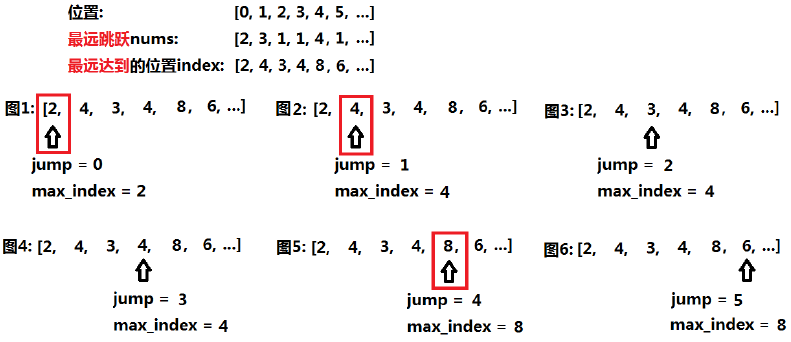 位置: [0, 1, 2, 3, 4, 5, ...]
最远跳跃nums: [2, 3, 1, 1, 4, 1, ...]
最远达到的位置index: [2, 4, 3, 4, 8, 6, ...]
图1: [2, 4, 3, 4, 8, 6, ...] 图2: [2, 4, 3, 4, 8, 6, ...] 图3: [2, 4, 3, 4, 8, 6, ...]
jump = 0 jump = 1 jump = 2
max_index = 2 max_index = 4 max_index = 4
图4: [2, 4, 3, 4, 8, 6, ...] 图5: [2, 4, 3, 4, 8, 6, ...] 图6: [2, 4, 3, 4, 8, 6, ...]
jump = 3 jump = 4 jump = 5
max_index = 4 max_index = 8 max_index = 8